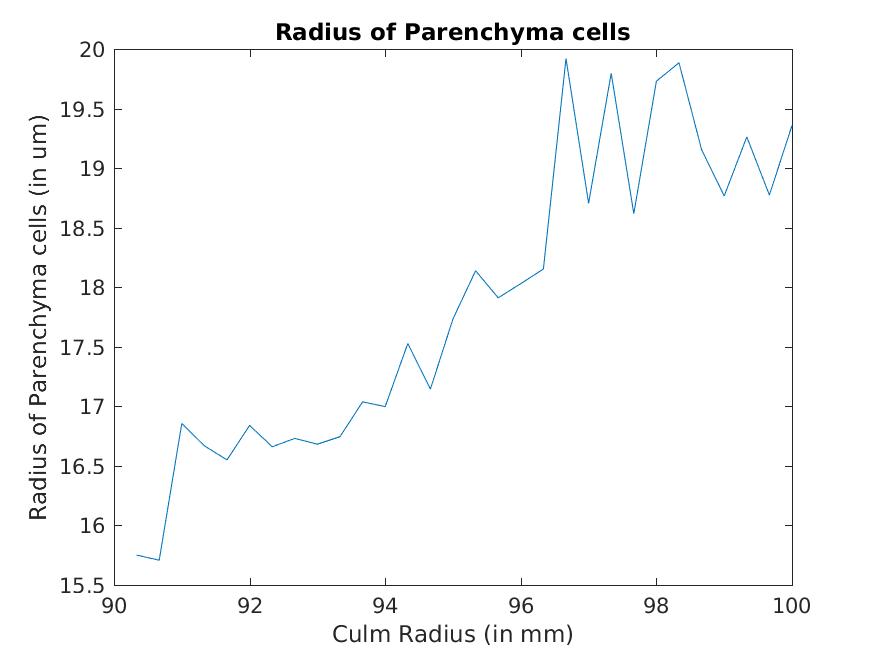 Radius of Parenchyma cells
Radius of Parenchyma cells (in um)
20
19.5
19
18.5
18
17.5
17
16.5
16
15.5
90 92 94 96 98 100
Culm Radius (in mm)